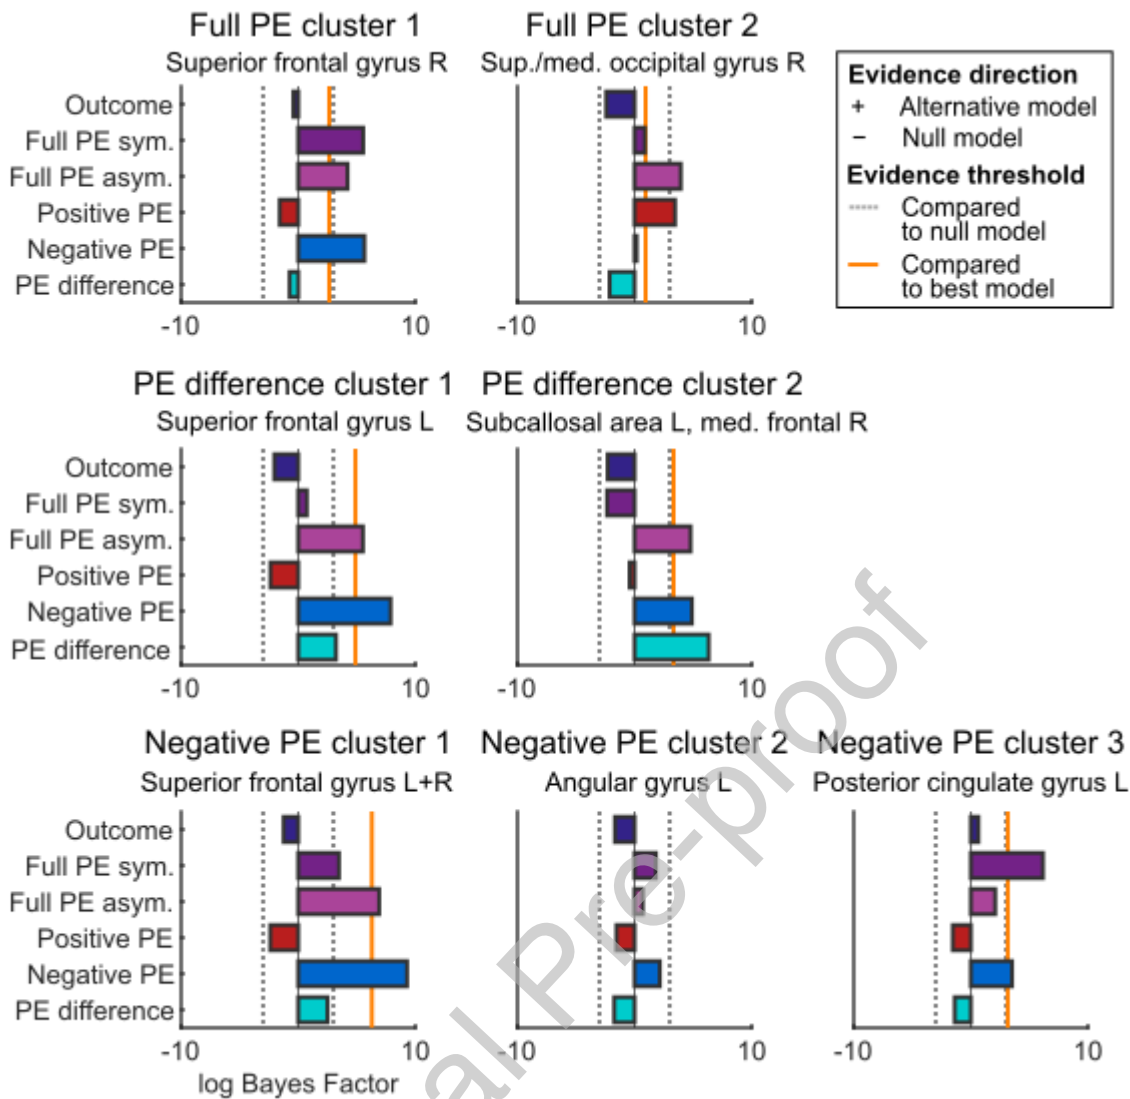 Full PE cluster 1
Superior frontal gyrus R
Outcome
Full PE sym.
Full PE asym.
Positive PE
Negative PE
PE difference
-10
10
Full PE cluster 2
Sup./med. occipital gyrus R
-10
10
Evidence direction
+ Alternative model
− Null model
Evidence threshold
Compared
to null model
Compared
to best model
PE difference cluster 1
Superior frontal gyrus L
Outcome
Full PE sym.
Full PE asym.
Positive PE
Negative PE
PE difference
-10
10
PE difference cluster 2
Subcallosal area L, med. frontal R
-10
10
Negative PE cluster 1
Superior frontal gyrus L+R
Outcome
Full PE sym.
Full PE asym.
Positive PE
Negative PE
PE difference
-10
10
log Bayes Factor
Negative PE cluster 2
Angular gyrus L
-10
10
Negative PE cluster 3
Posterior cingulate gyrus L
-10
10
al Pre-proof